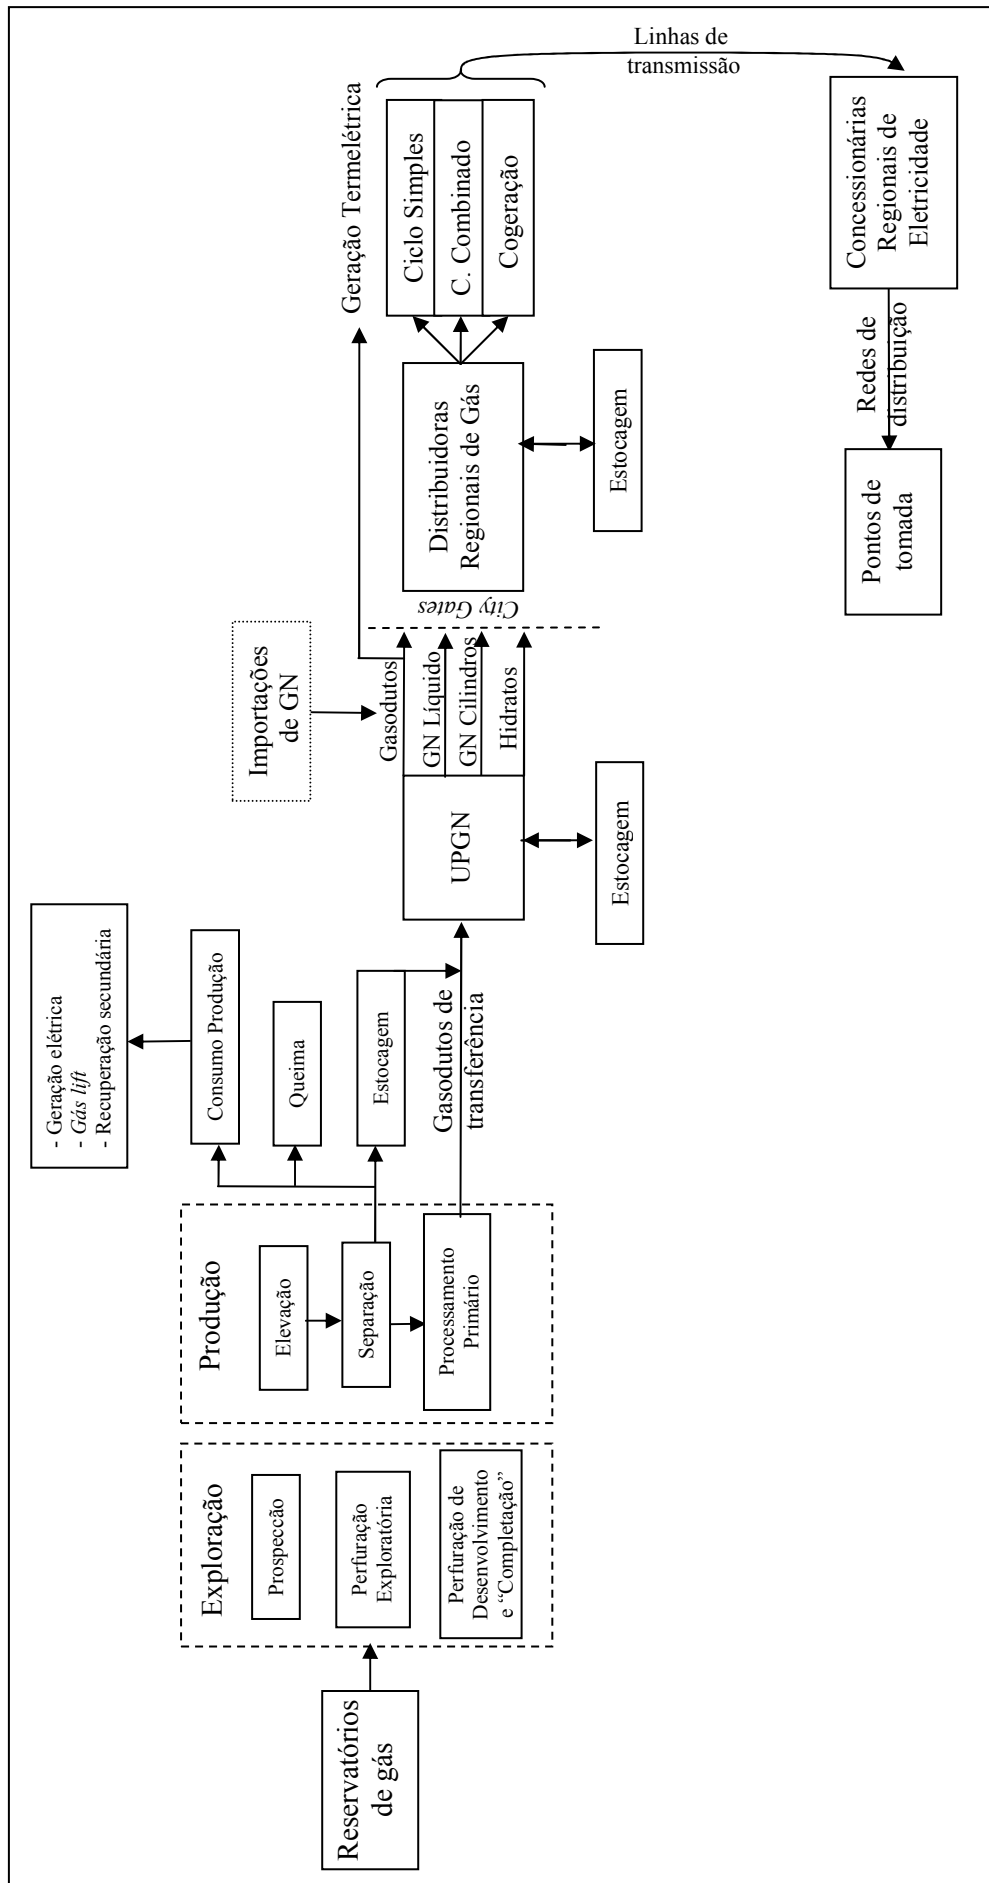 Reservatórios
de gás
Exploração
Prospeccão
Perfuração
Exploratória
Perfuração de
Desenvolvimento
e “Completação”
Produção
Elevação
Separação
Processamento
Primário
- Geração elétrica
- Gás lift
- Recuperação secundária
Consumo Produção
Queima
Estocagem
Gasodutos de
transferência
UPGN
Estocagem
Importações
de GN
Gasodutos
GN Líquido
GN Cilindros
Hidratos
City Gates
Distribuidoras
Regionais de Gás
Estocagem
Geração Termelétrica
Ciclo Simples
C. Combinado
Cogeração
Linhas de
transmissão
Concessionárias
Regionais de
Eletricidade
Redes de
distribuição
Pontos de
tomada